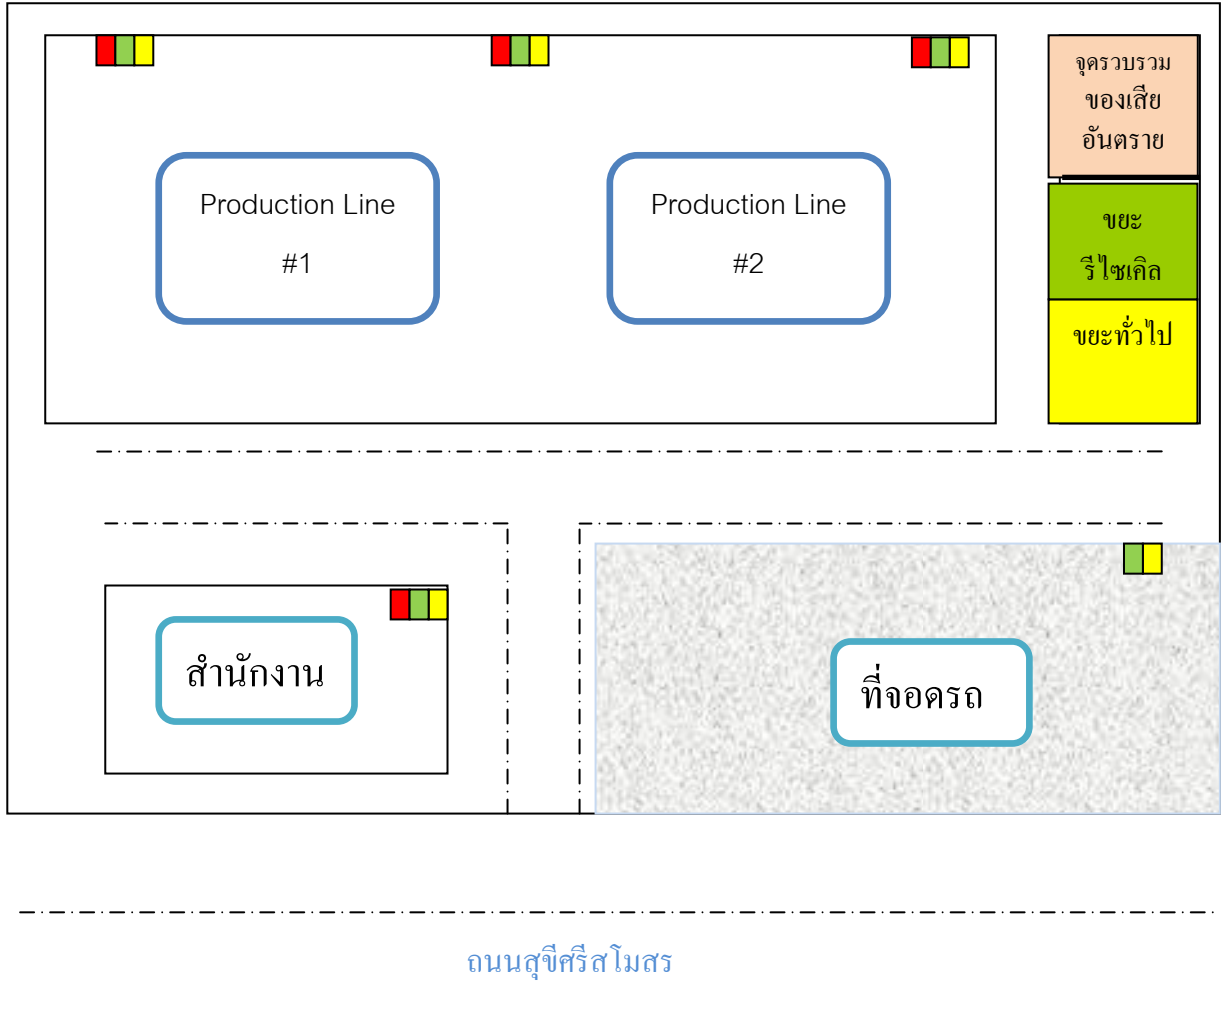 จุดรวบรวม
ของเสีย
อันตราย
Production Line
#1
Production Line
#2
ขยะ
รีไซเคิล
ขยะทั่วไป
สำนักงาน
ที่จอดรถ
ถนนสุขีศรีสโมสร